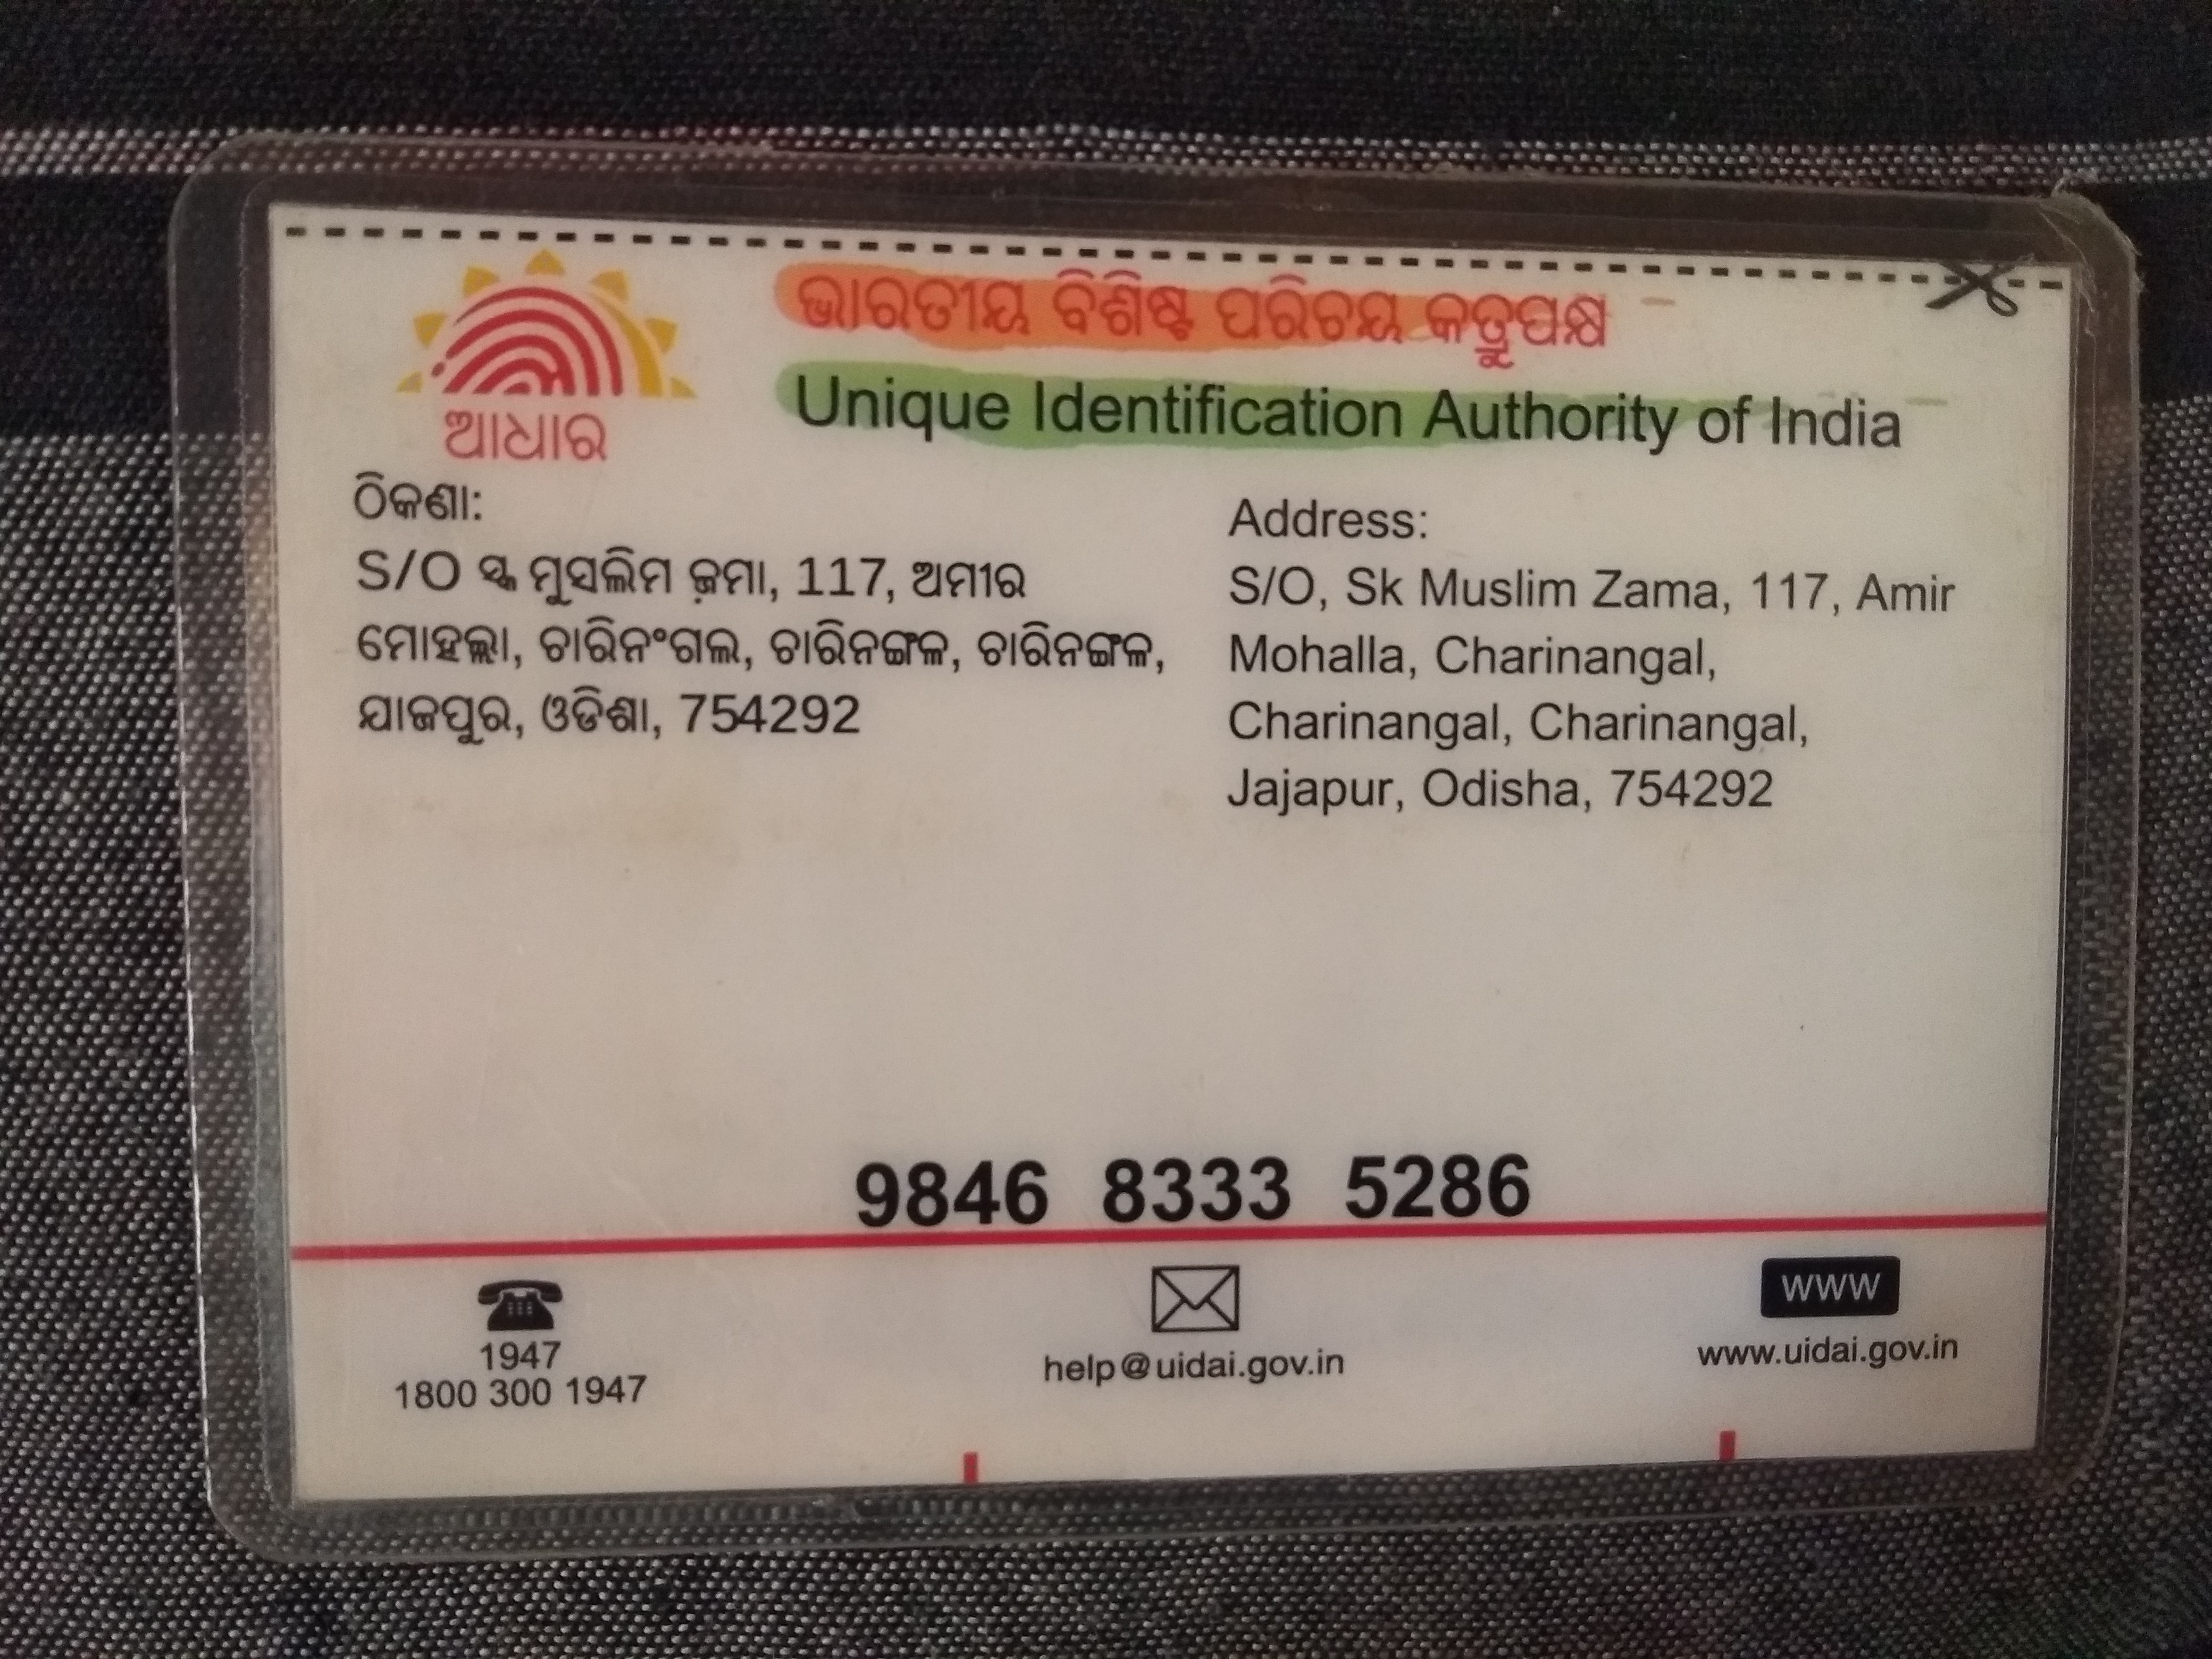 ଭାରତୀୟ ବିଶିଷ୍ଟ ପରିଚୟ କର୍ତ୍ତୃପକ୍ଷ
Unique Identification Authority of India
ଆଧାର
ଠିକଣା:
S/O ସ୍କ ମୁସଲିମ ଜ଼ମା, 117, ଅମୀର
ମୋହଲ୍ଲା, ଚାରିନଂଗଲ, ଚାରିନଙ୍ଗଳ, ଚାରିନଙ୍ଗଳ,
ଯାଜପୁର, ଓଡିଶା, 754292
Address:
S/O, Sk Muslim Zama, 117, Amir
Mohalla, Charinangal,
Charinangal, Charinangal,
Jajapur, Odisha, 754292
9846 8333 5286
1947
1800 300 1947
help@uidai.gov.in
WWW
www.uidai.gov.in